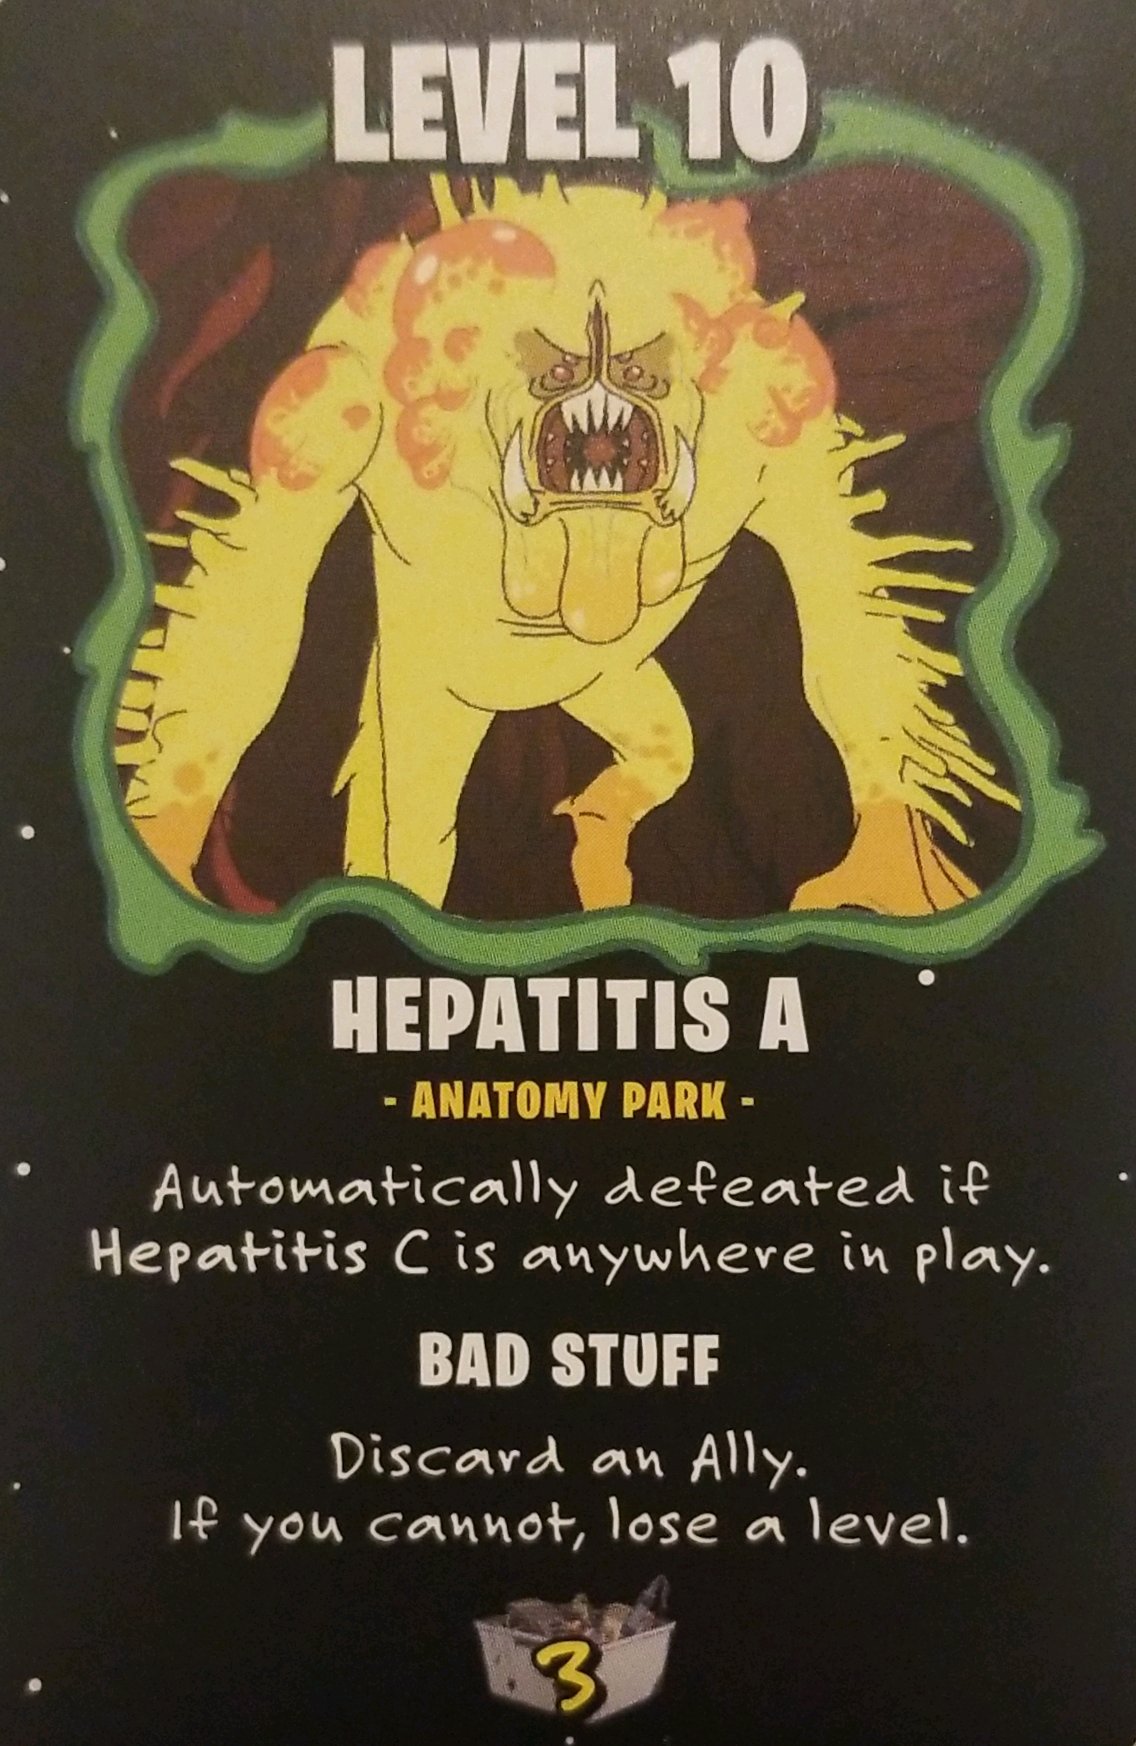 LEVEL 10
HEPATITIS A
- ANATOMY PARK -
Automatically defeated if
Hepatitis C is anywhere in play.
BAD STUFF
Discard an Ally.
If you cannot, lose a level.
3